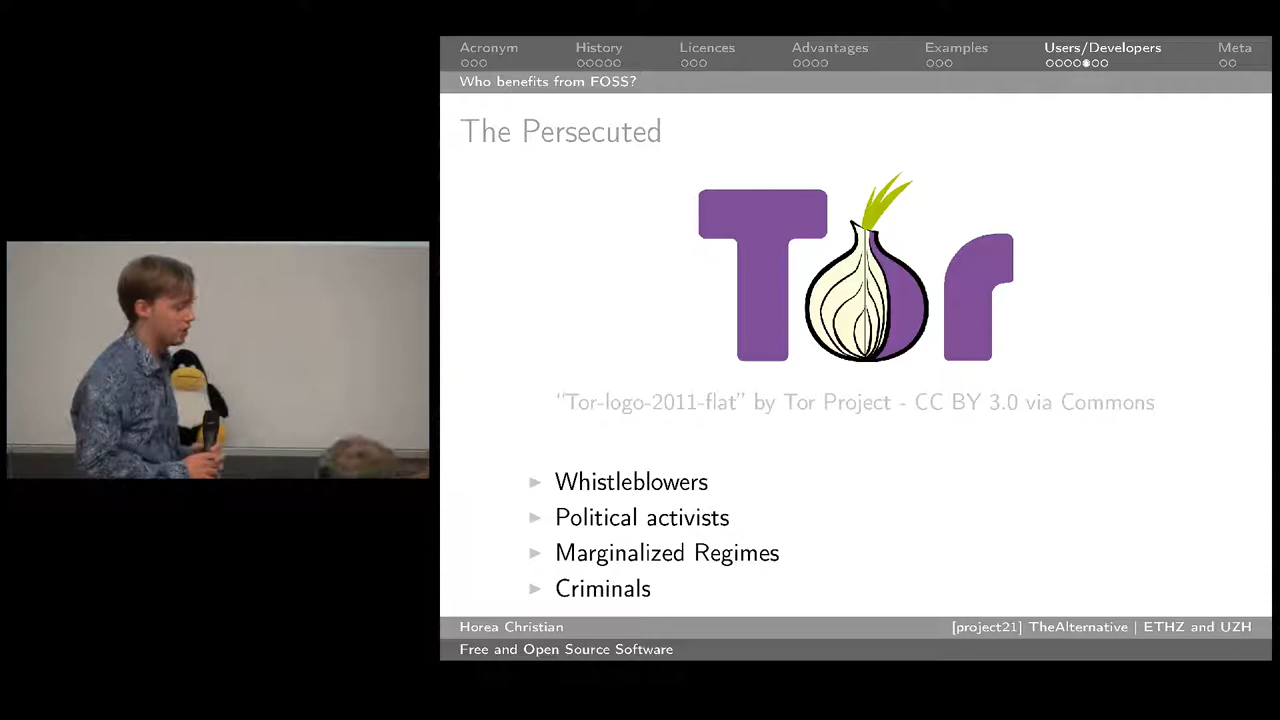 Acronym History Licences Advantages Examples Users/Developers Meta
Who benefits from FOSS?
The Persecuted
Tor
“Tor-logo-2011-flat” by Tor Project - CC BY 3.0 via Commons
Whistleblowers
Political activists
Marginalized Regimes
Criminals
Horea Christian [project21] TheAlternative | ETHZ and UZH
Free and Open Source Software